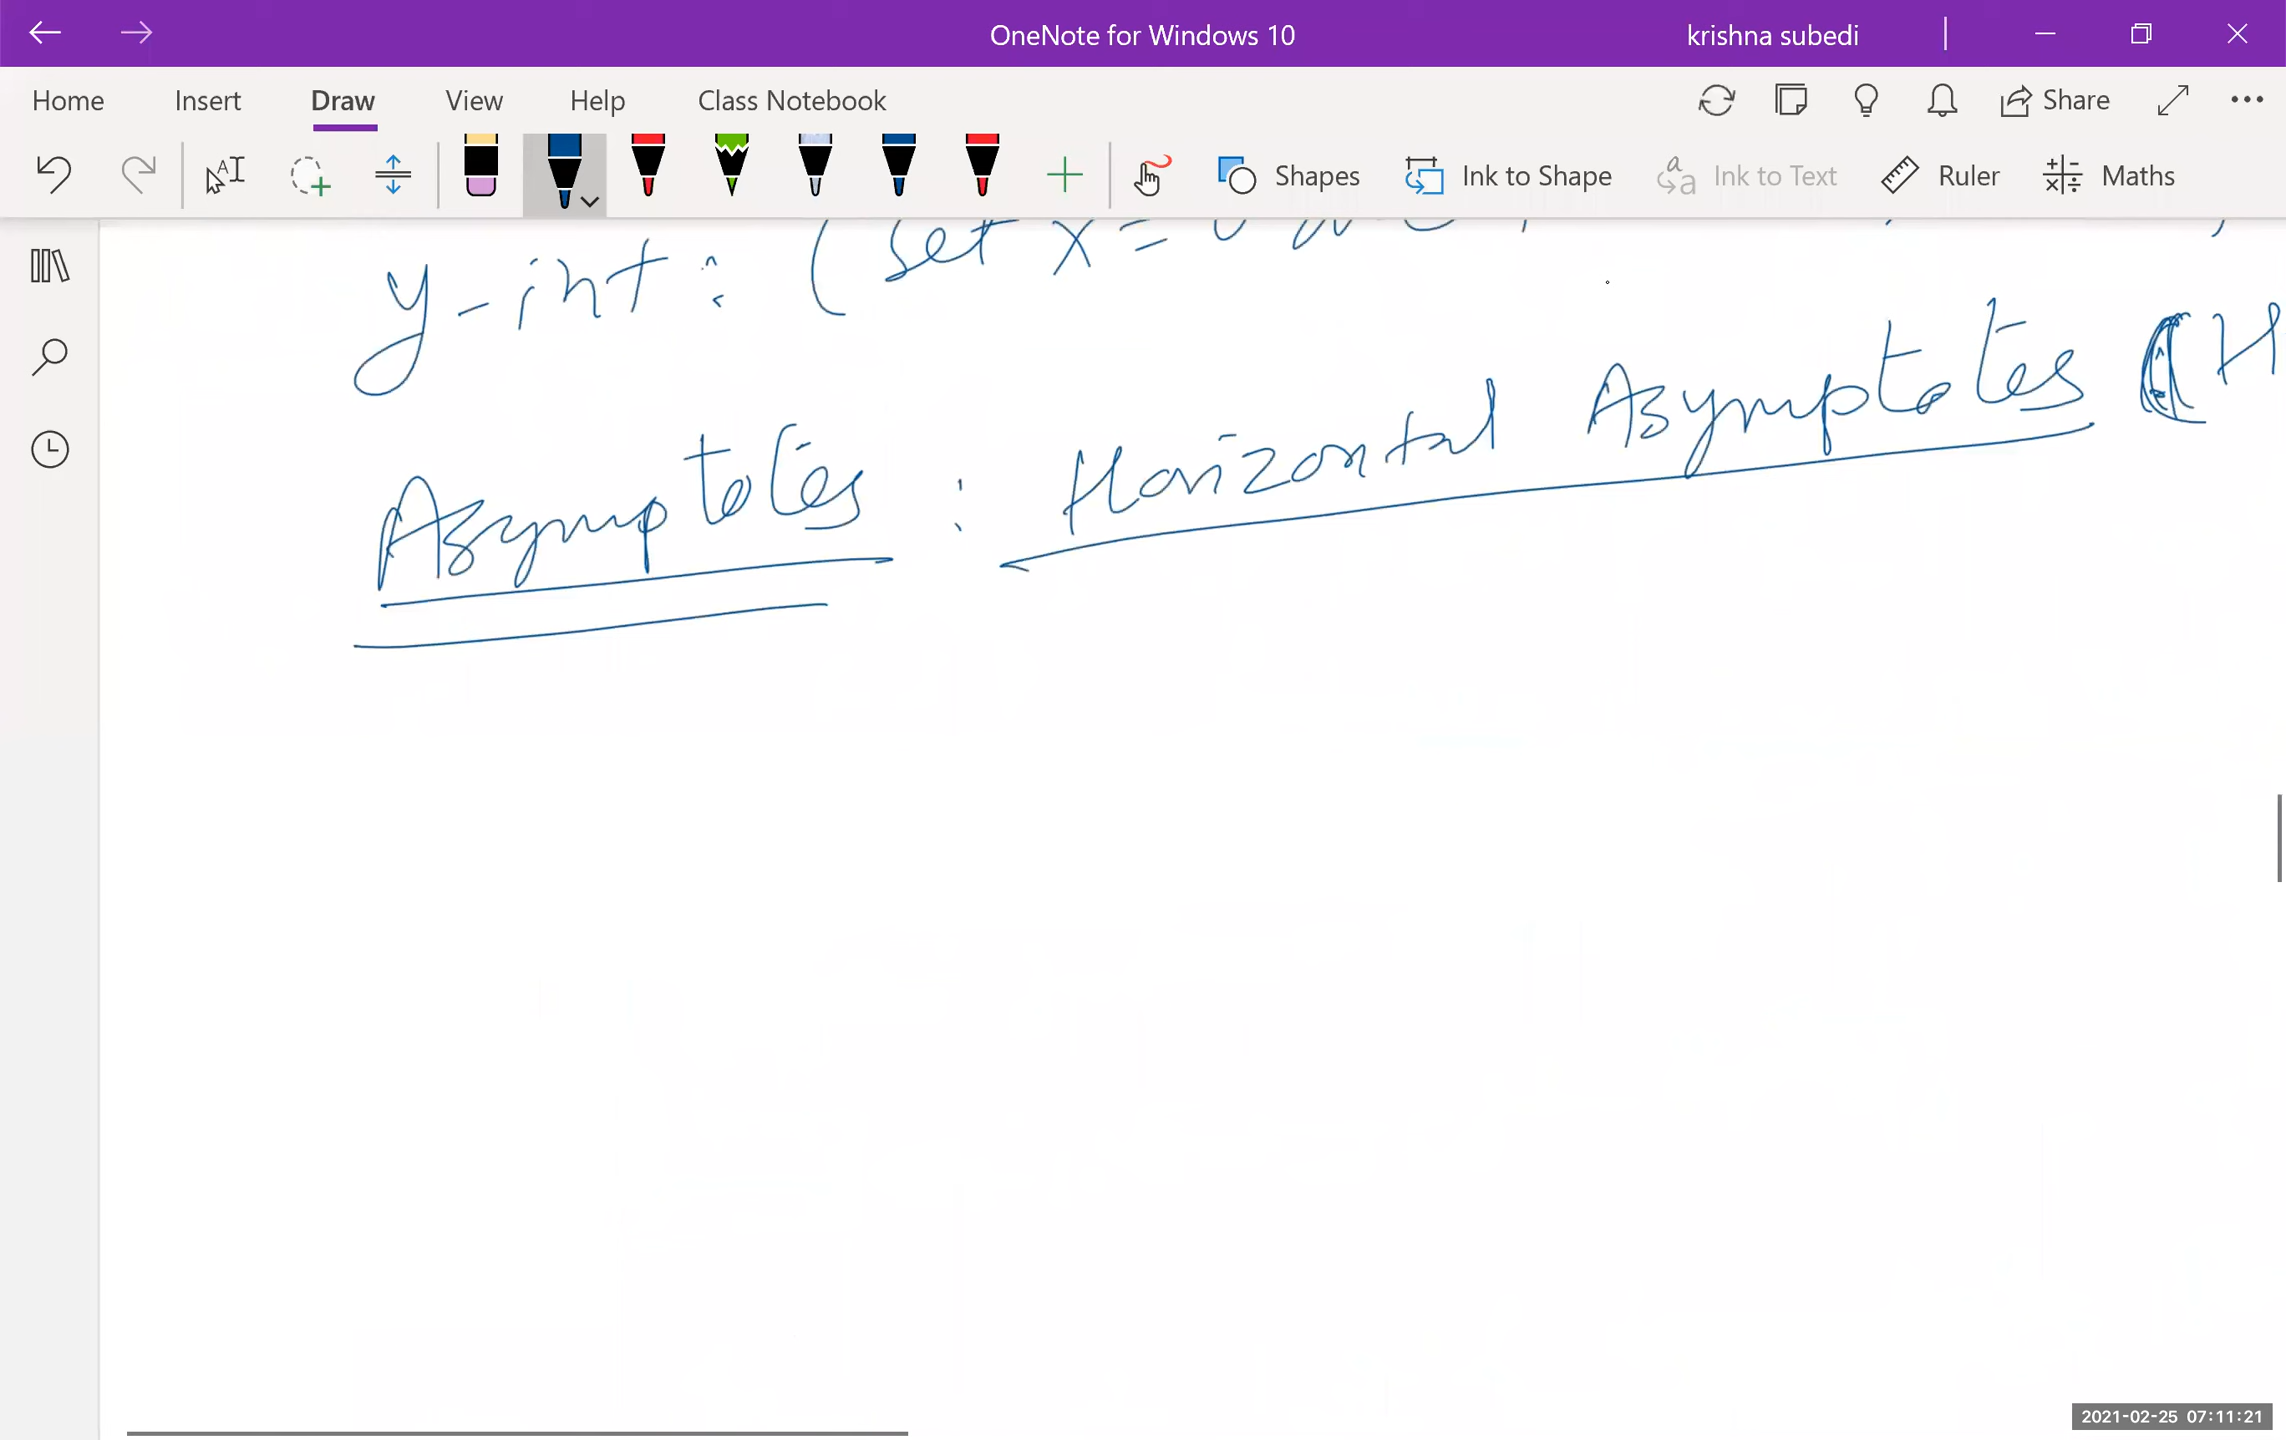 OneNote for Windows 10 krishna subedi
Home Insert Draw View Help Class Notebook Share
Shapes Ink to Shape Ink to Text Ruler Maths
y-int : ( Set x = 0
Asymptotes : Horizontal Asymptotes (H
2021-02-25 07:11:21